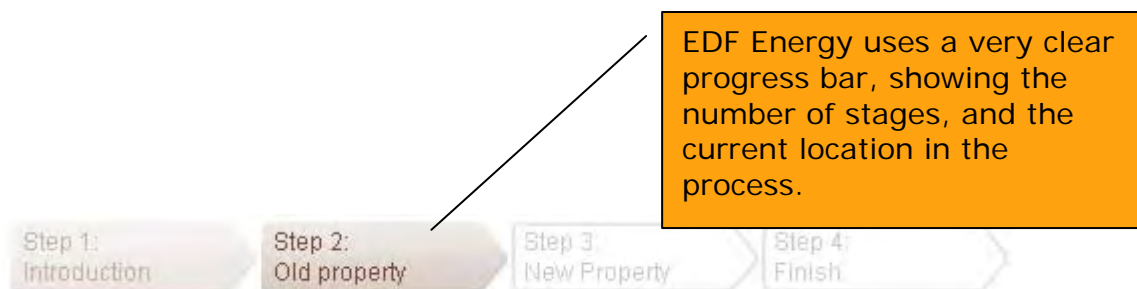 EDF Energy uses a very clear
progress bar, showing the
number of stages, and the
current location in the
process.
Step 1:
Introduction
Step 2:
Old property
Step 3:
New Property
Step 4:
Finish